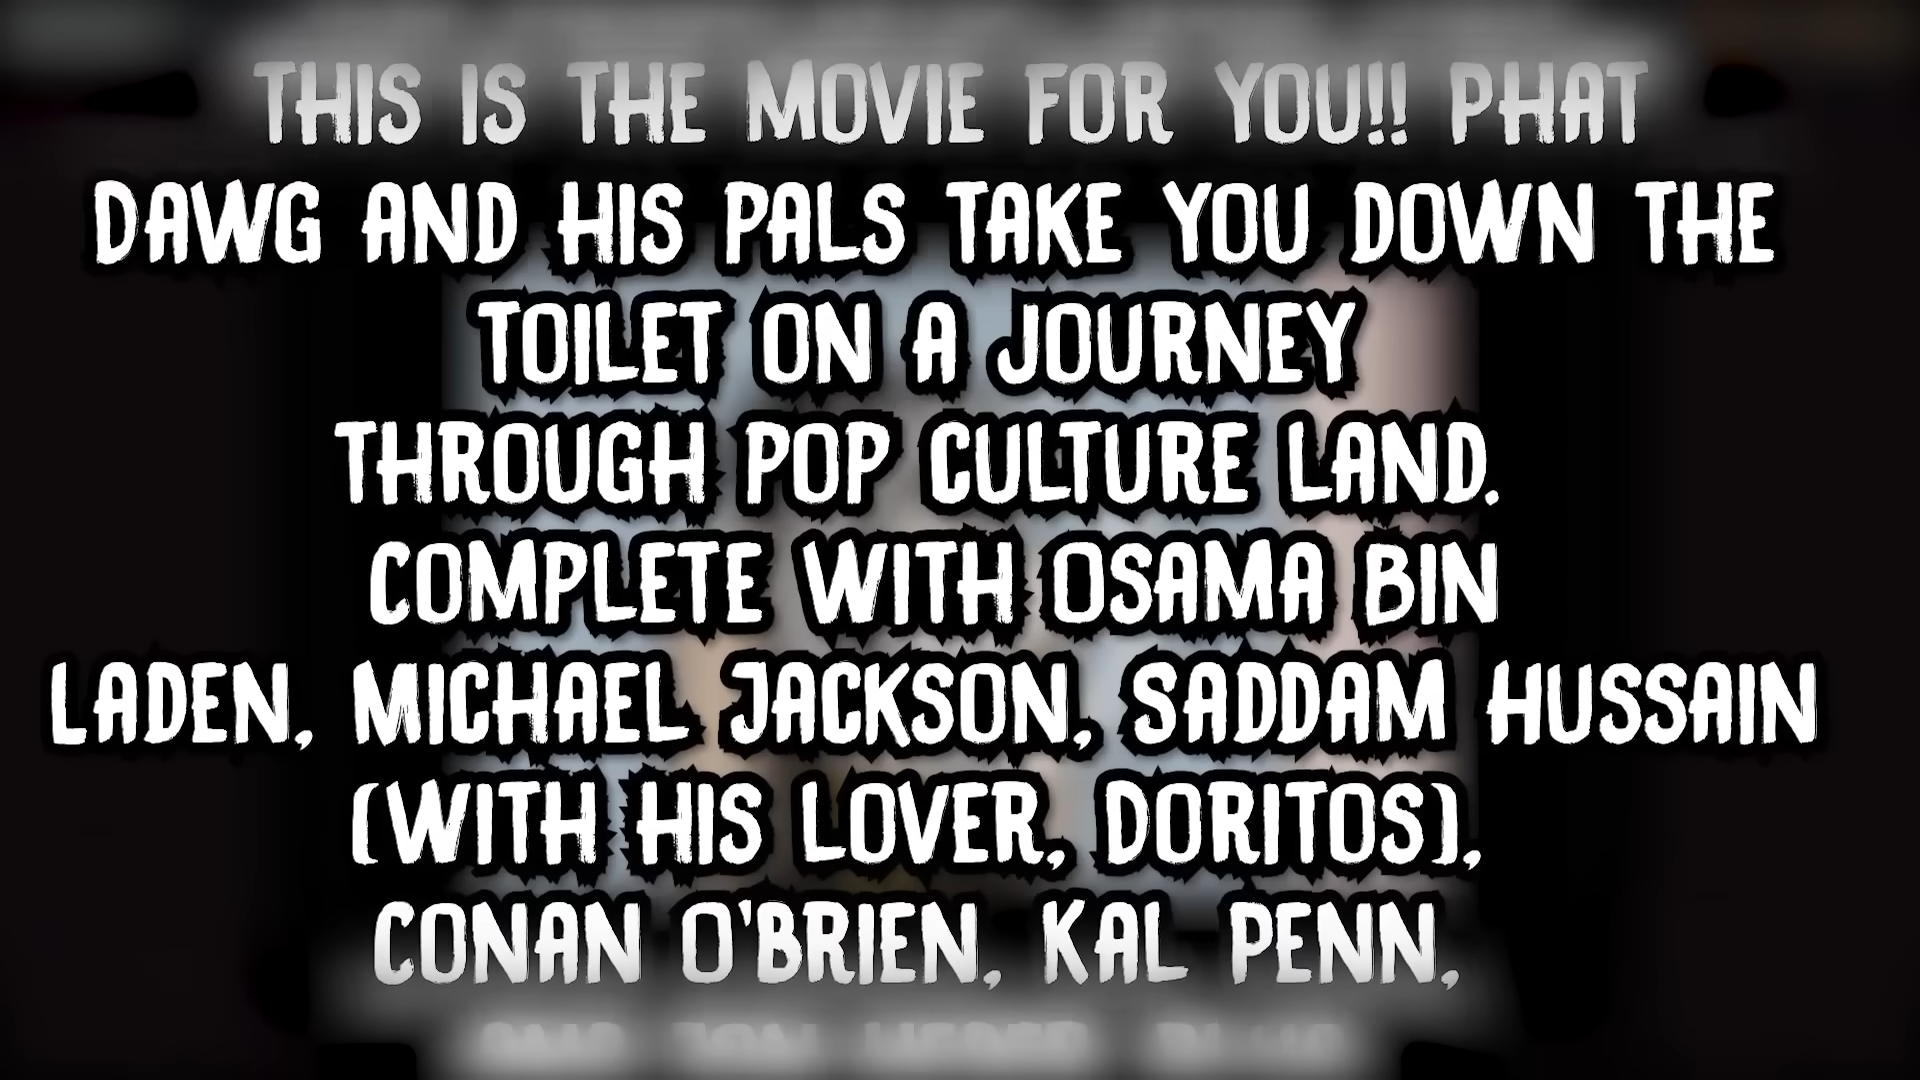 THIS IS THE MOVIE FOR YOU!! PHAT
DAWG AND HIS PALS TAKE YOU DOWN THE
TOILET ON A JOURNEY
THROUGH POP CULTURE LAND.
COMPLETE WITH OSAMA BIN
LADEN, MICHAEL JACKSON, SADDAM HUSSAIN
(WITH HIS LOVER, DORITOS),
CONAN O'BRIEN, KAL PENN,